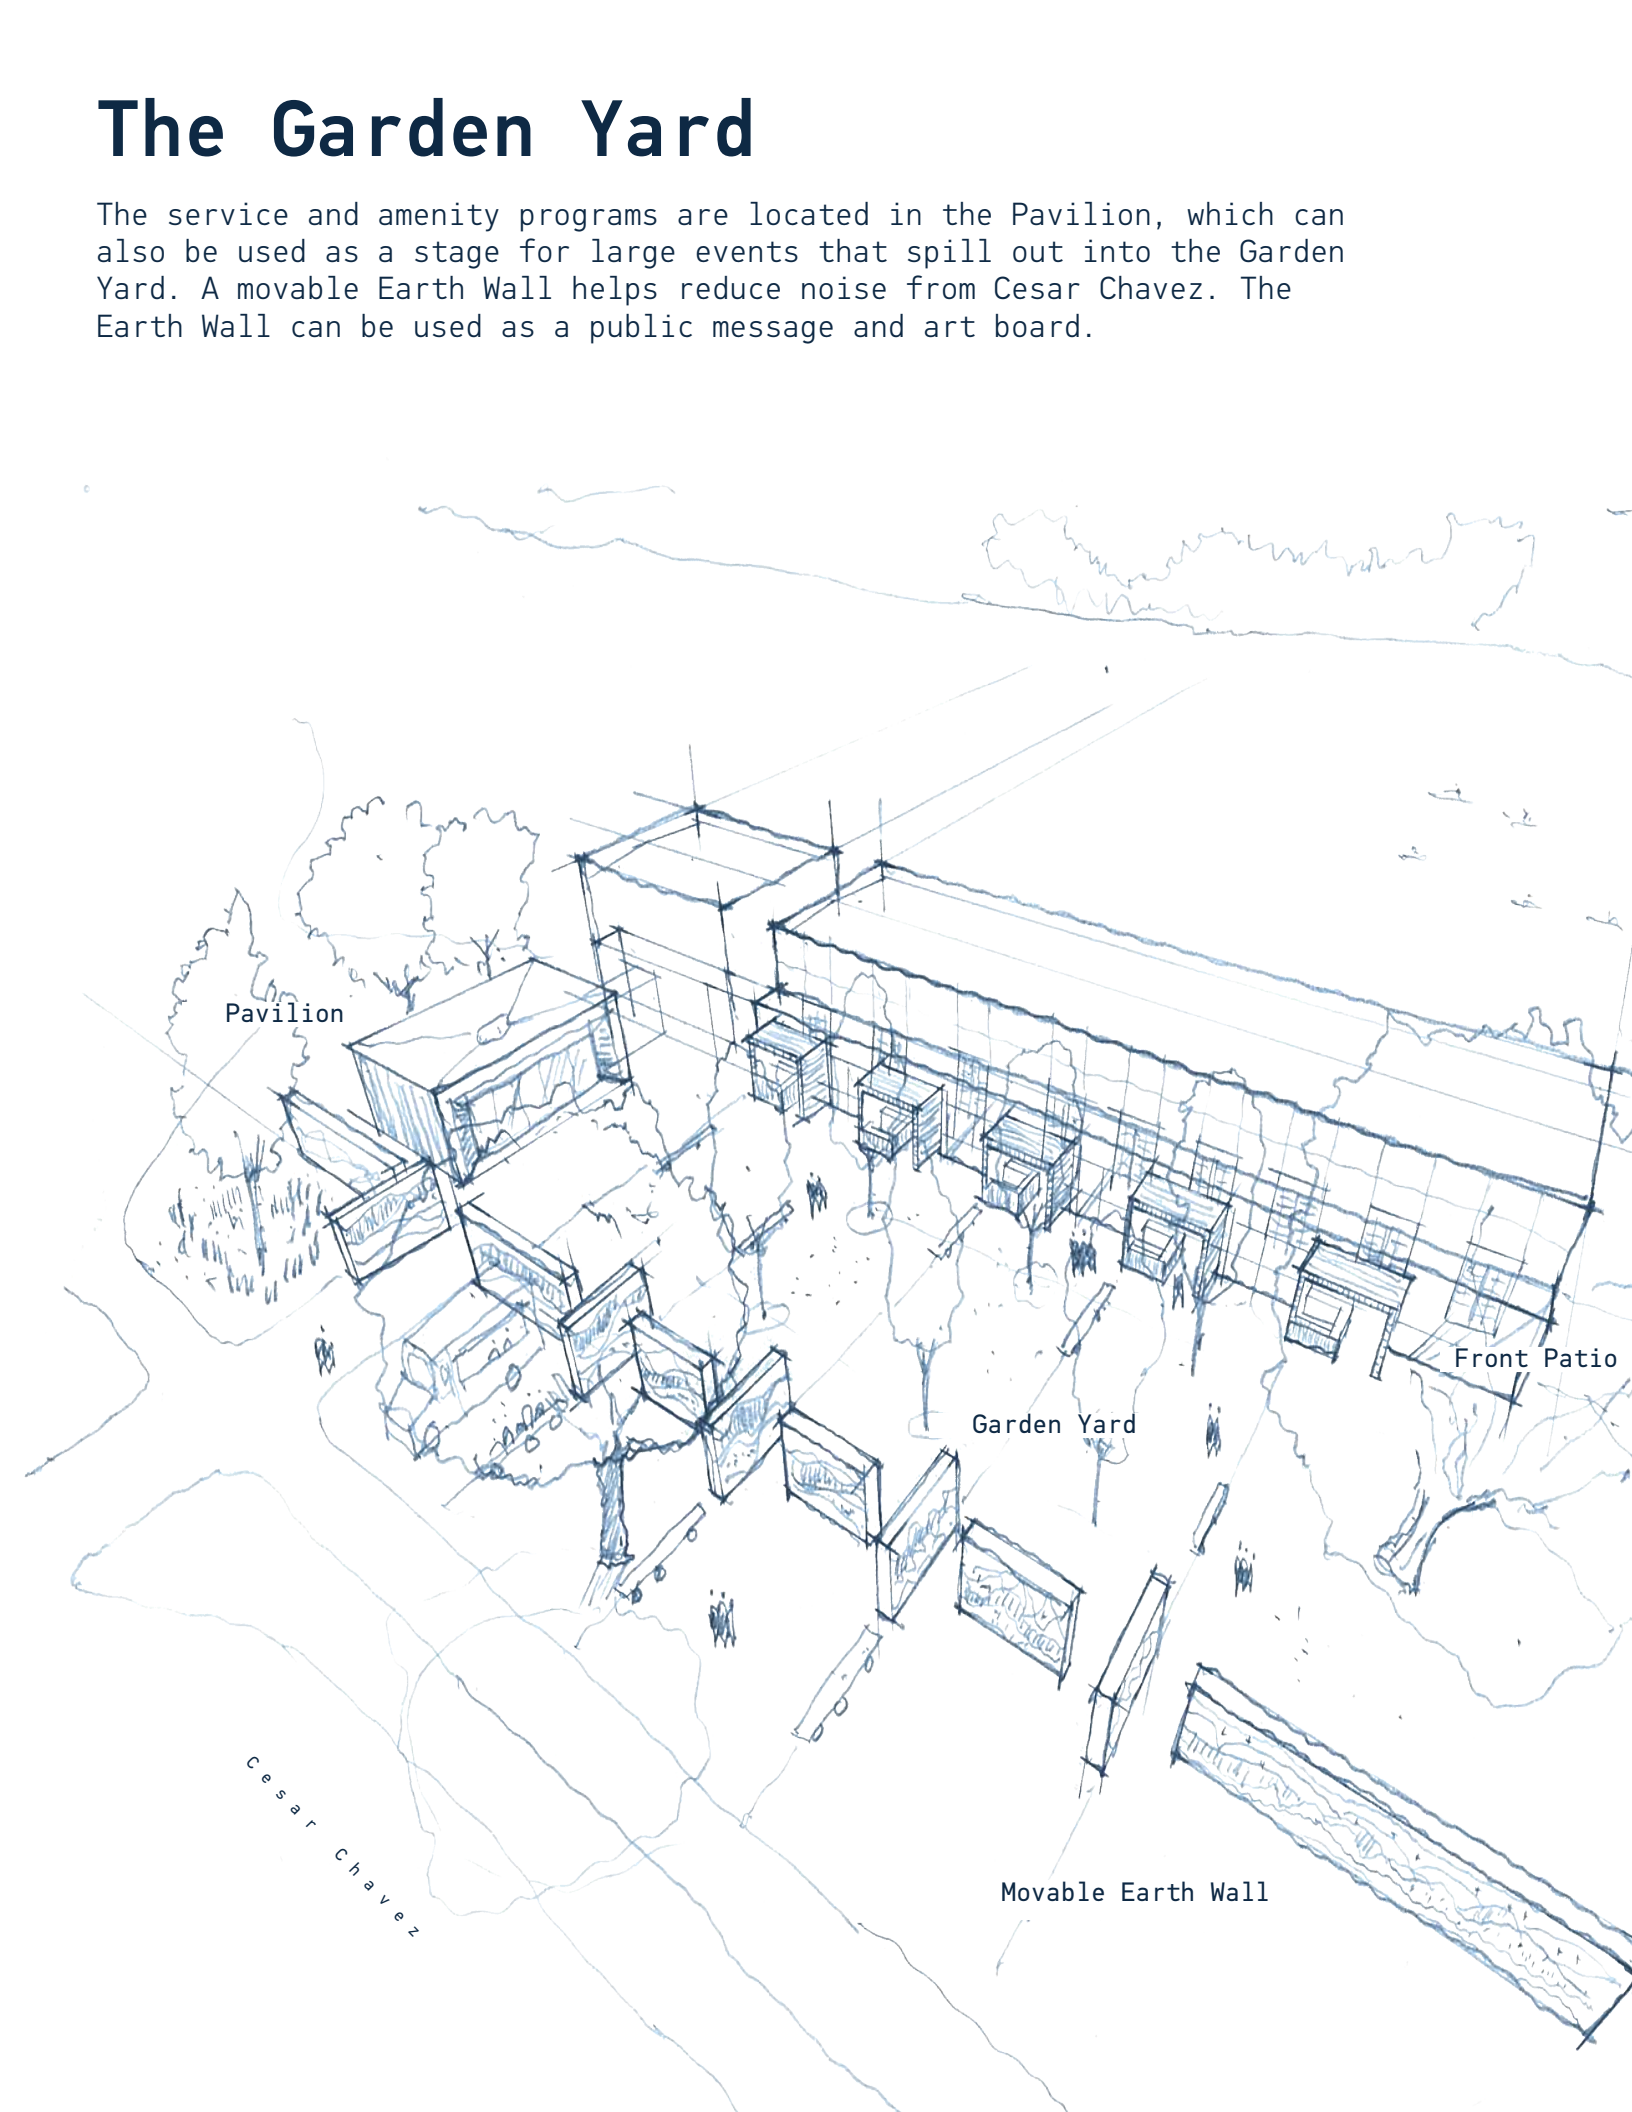 The Garden Yard
The service and amenity programs are located in the Pavilion, which can
also be used as a stage for large events that spill out into the Garden
Yard. A movable Earth Wall helps reduce noise from Cesar Chavez. The
Earth Wall can be used as a public message and art board.
Pavilion
Front Patio
Garden Yard
Cesar Chavez
Movable Earth Wall